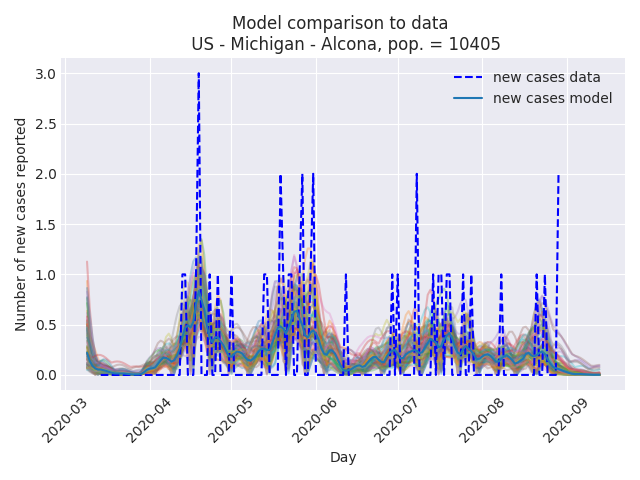 Model comparison to data
US - Michigan - Alcona, pop. = 10405
new cases data
new cases model
Number of new cases reported
3.0
2.5
2.0
1.5
1.0
0.5
0.0
2020-03
2020-04
2020-05
2020-06
2020-07
2020-08
2020-09
Day